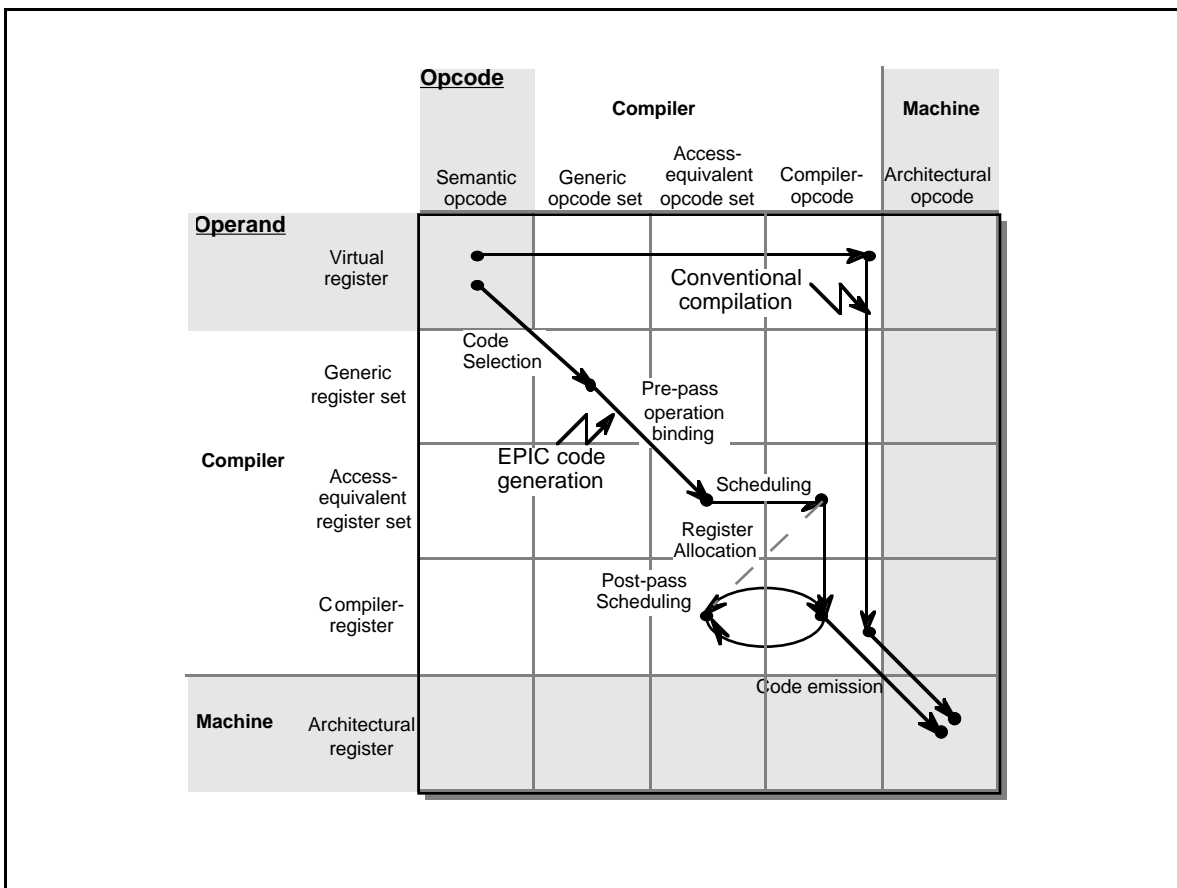 Opcode
Compiler
Machine
Semantic
opcode
Generic
opcode set
Access-
equivalent
opcode set
Compiler-
opcode
Architectural
opcode
Operand
Virtual
register
Conventional
compilation
Code
Selection
Generic
register set
Pre-pass
operation
binding
Compiler
EPIC code
generation
Access-
equivalent
register set
Scheduling
Register
Allocation
Post-pass
Scheduling
Compiler-
register
Code emission
Machine
Architectural
register